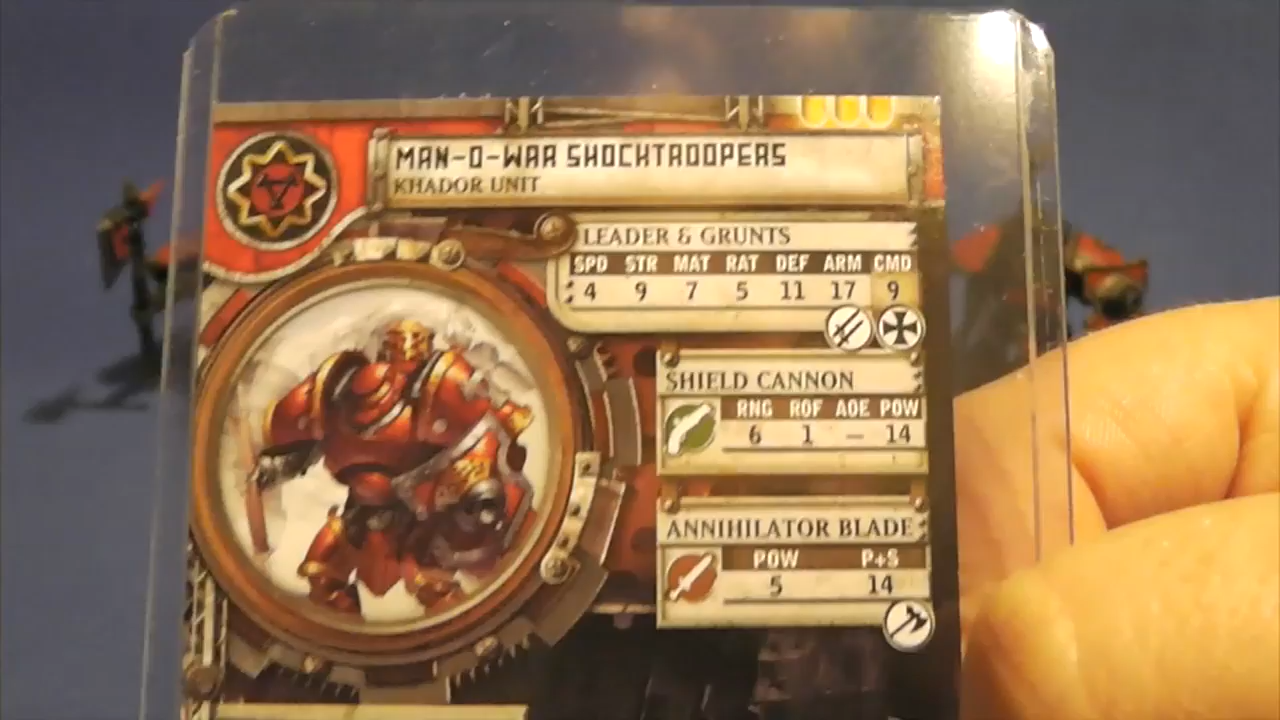 MAN-O-WAR SHOCKTROOPERS
KHADOR UNIT
LEADER & GRUNTS
SPD STR MAT RAT DEF ARM CMD
4 9 7 5 11 17 9
SHIELD CANNON
RNG ROF AOE POW
6 1 — 14
ANNIHILATOR BLADE
POW P+S
5 14